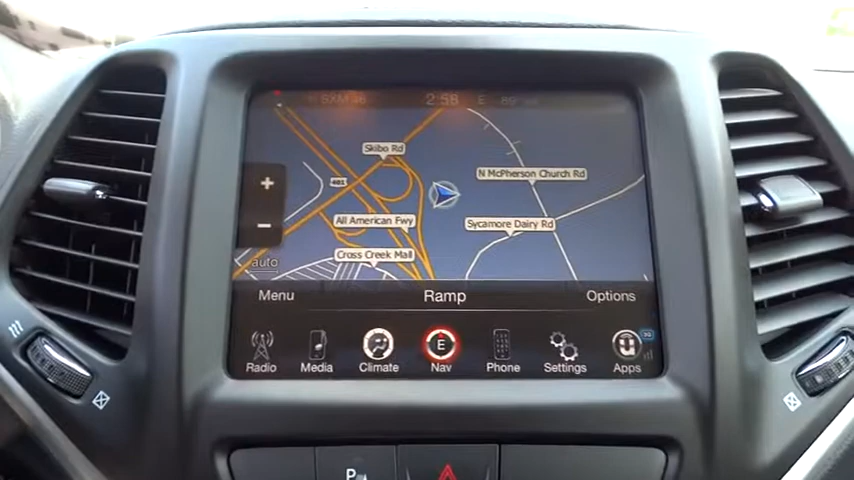 2:58 E
Skibo Rd
N McPherson Church Rd
401
+
All American Fwy
Sycamore Dairy Rd
-
Cross Creek Mall
auto
Menu Ramp Options
E
Radio Media Climate Nav Phone Settings Apps
P